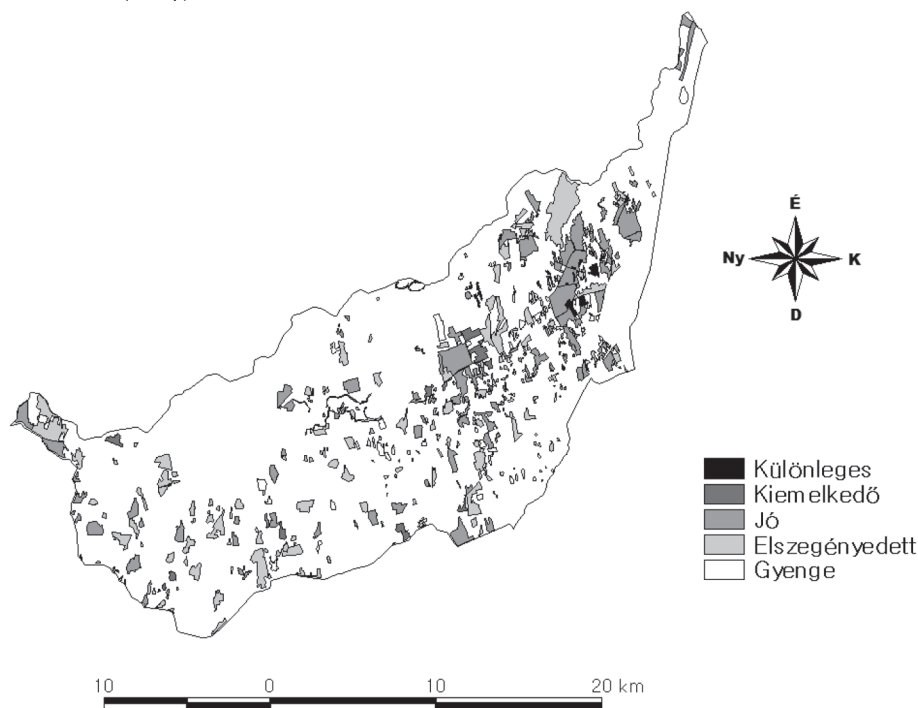 É
Ny K
D
Különleges
Kiemelkedő
Jó
Elszegényedett
Gyenge
10 0 10 20 km